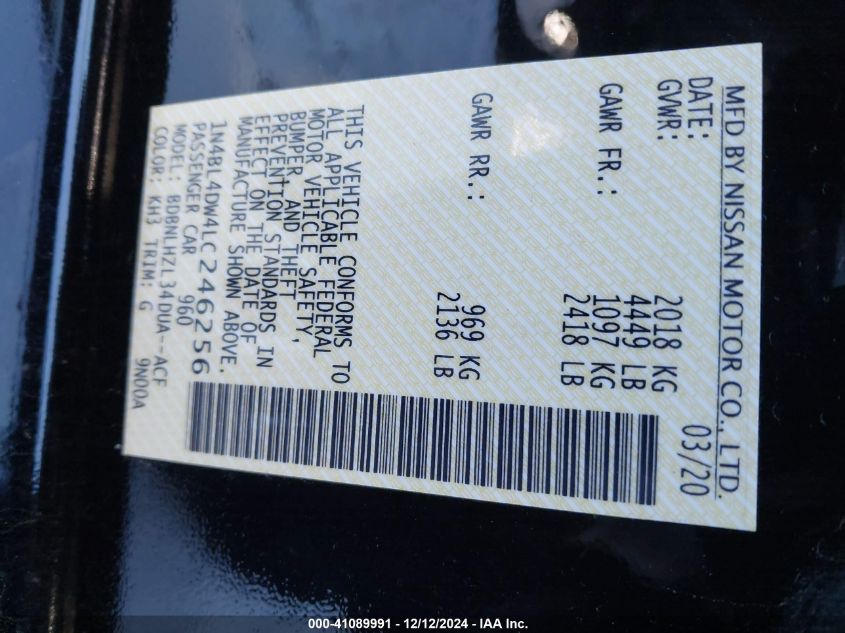 MFD BY NISSAN MOTOR CO., LTD.
DATE: 03/20
GVWR: 2018 KG
4449 LB
GAWR FR.: 1097 KG
2418 LB
GAWR RR.: 969 KG
2136 LB
THIS VEHICLE CONFORMS TO
ALL APPLICABLE FEDERAL
MOTOR VEHICLE SAFETY,
BUMPER, AND THEFT
PREVENTION STANDARDS IN
EFFECT ON THE DATE OF
MANUFACTURE SHOWN ABOVE.
1N4BL4DW4LC246256
PASSENGER CAR 960
MODEL: BDBNLHZL34DUA--ACF
COLOR: KH3 TRIM: G 9N00A
000-41089991 - 12/12/2024 - IAA Inc.